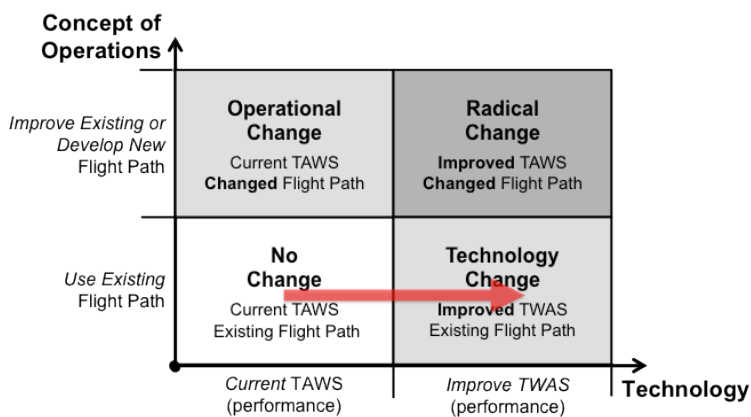 Concept of
Operations
Improve Existing or
Develop New
Flight Path
Operational
Change
Current TAWS
Changed Flight Path
Radical
Change
Improved TAWS
Changed Flight Path
Use Existing
Flight Path
No
Change
Current TAWS
Existing Flight Path
Technology
Change
Improved TWAS
Existing Flight Path
Current TAWS
(performance)
Improve TWAS
(performance)
Technology